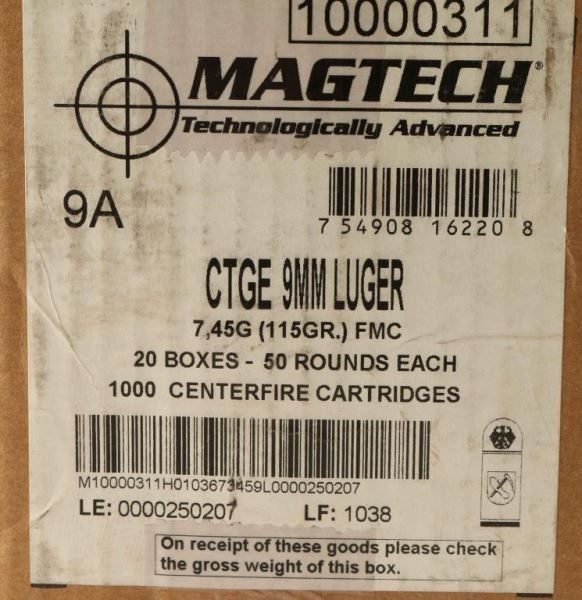 10000311
MAGTECH®
Technologically Advanced
9A
7 54908 16220 8
CTGE 9MM LUGER
7,45G (115GR.) FMC
20 BOXES - 50 ROUNDS EACH
1000 CENTERFIRE CARTRIDGES
M10000311H0103673459L0000250207
LE: 0000250207 LF: 1038
On receipt of these goods please check
the gross weight of this box.